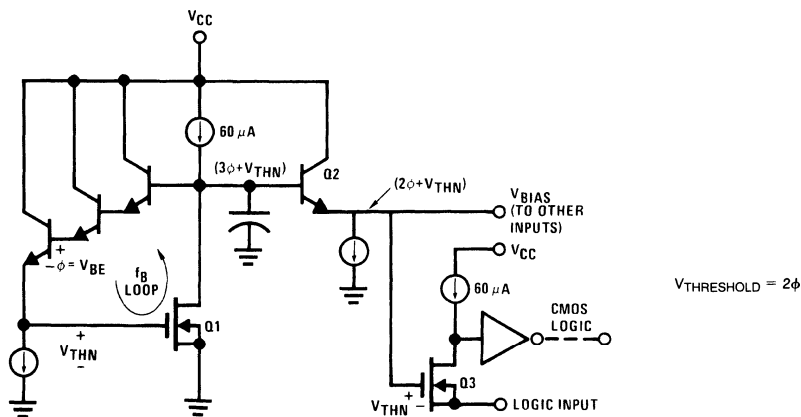 VCC
60 μA
(3ϕ+VTHN)
Q2
(2ϕ+VTHN)
VBIAS
(TO OTHER
INPUTS)
VCC
+
-ϕ = VBE
fB
LOOP
60 μA
VTHRESHOLD = 2ϕ
CMOS
LOGIC
+
VTHN
-
Q1
Q3
+
VTHN -
LOGIC INPUT